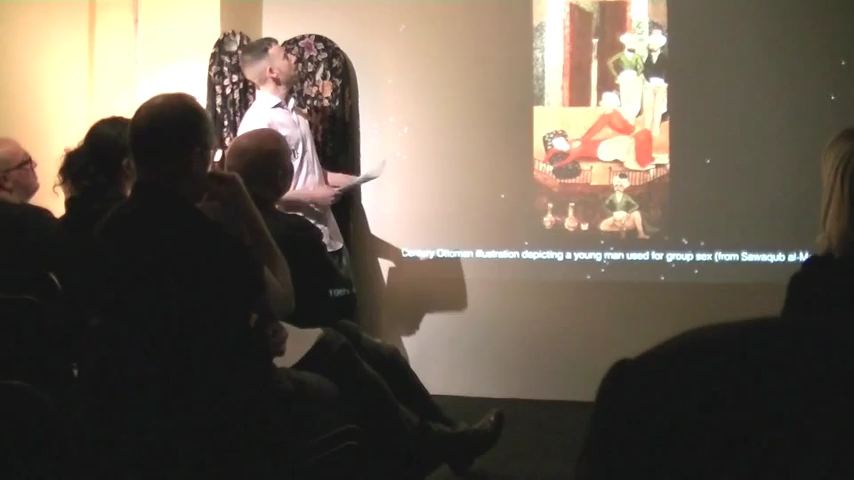 Century Ottoman illustration depicting a young man used for group sex (from Sawaqub al-M